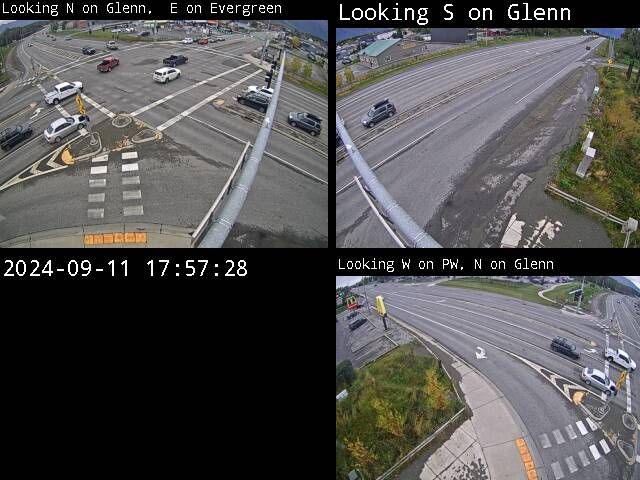 Looking N on Glenn, E on Evergreen
Looking S on Glenn
2024-09-11 17:57:28
Looking W on PW, N on Glenn